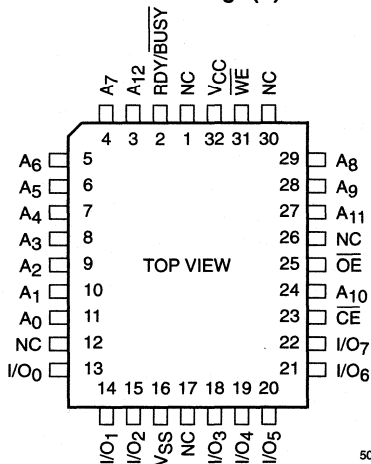 A7 A12 RDY/BUSY NC VCC WE NC
4 3 2 1 32 31 30
A6 5 29 A8
A5 6 28 A9
A4 7 27 A11
A3 8 26 NC
A2 9 TOP VIEW 25 OE
A1 10 24 A10
A0 11 23 CE
NC 12 22 I/O7
I/O0 13 21 I/O6
14 15 16 17 18 19 20
I/O1 I/O2 VSS NC I/O3 I/O4 I/O5
50